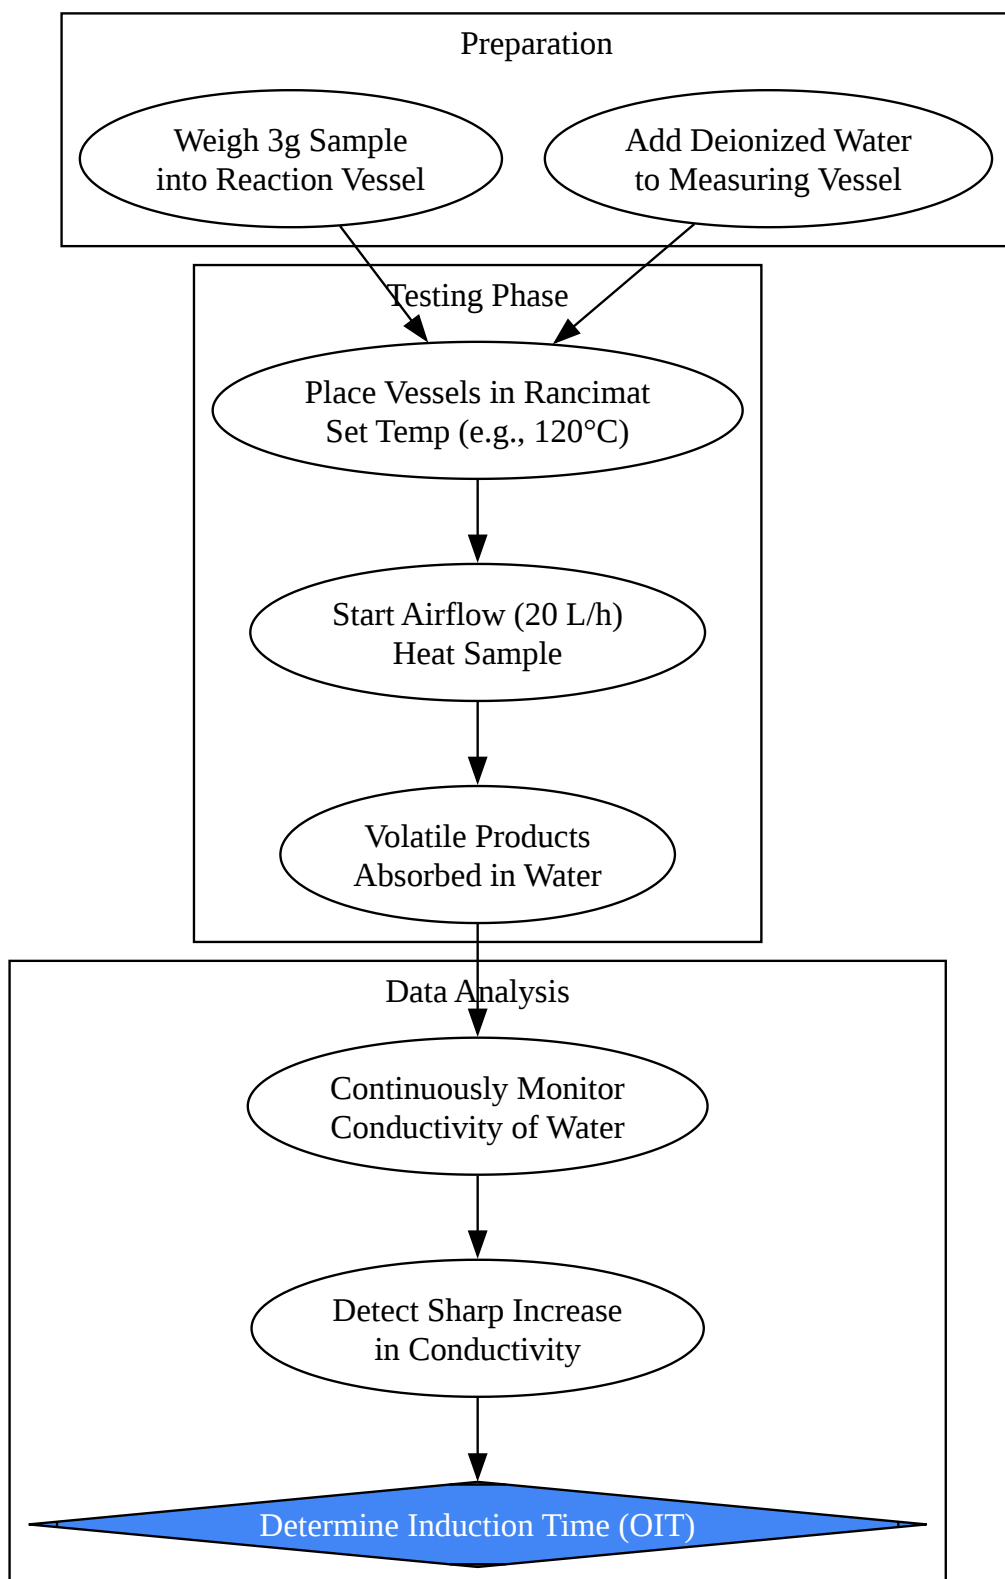 Preparation
Weigh 3g Sample
into Reaction Vessel
Add Deionized Water
to Measuring Vessel
Testing Phase
Place Vessels in Rancimat
Set Temp (e.g., 120°C)
Start Airflow (20 L/h)
Heat Sample
Volatile Products
Absorbed in Water
Data Analysis
Continuously Monitor
Conductivity of Water
Detect Sharp Increase
in Conductivity
Determine Induction Time (OIT)